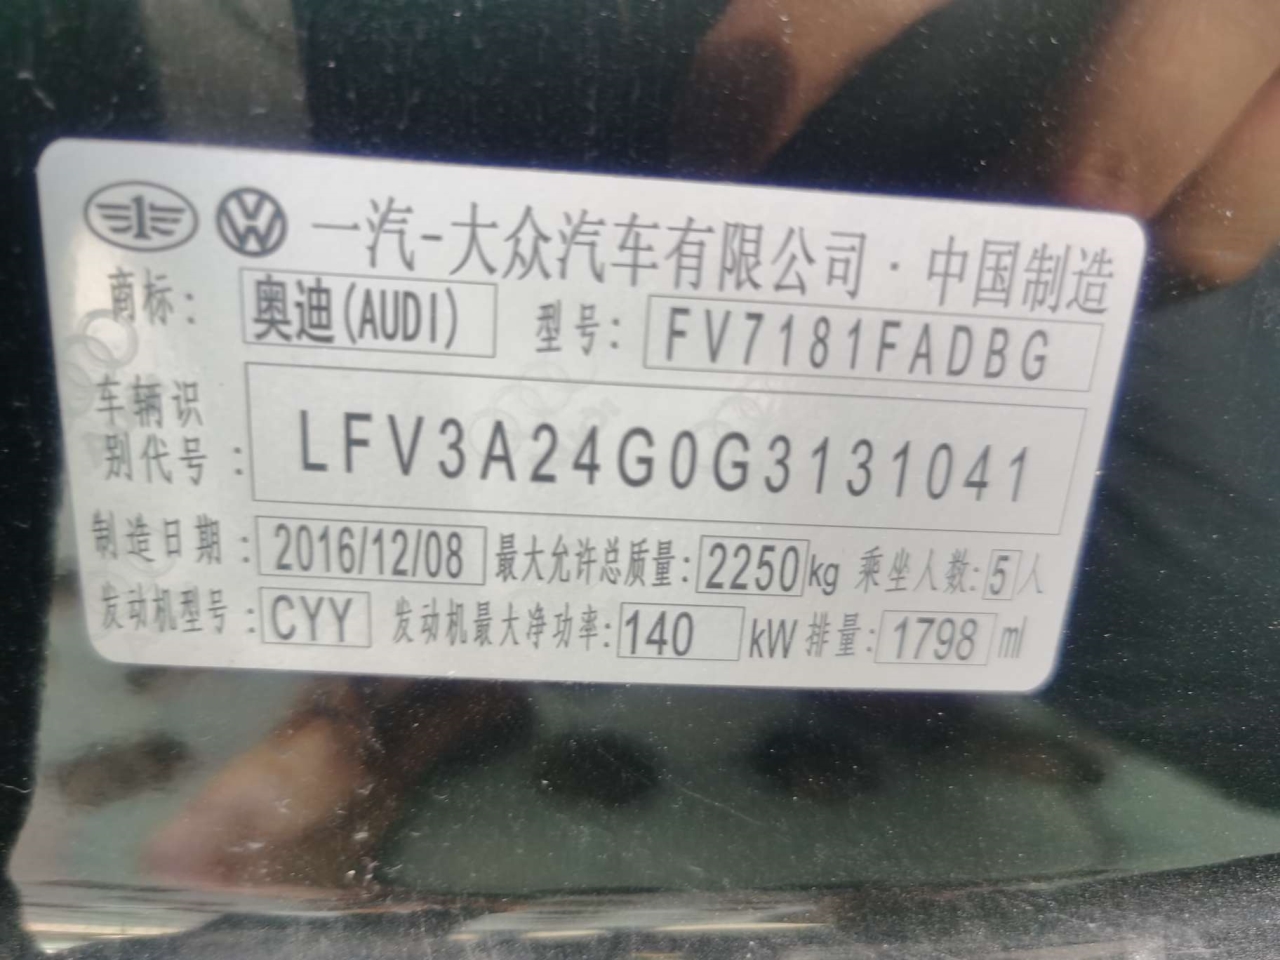 一汽-大众汽车有限公司·中国制造
商标: 奥迪(AUDI) 型号: FV7181FADBG
车辆识
别代号: LFV3A24G0G3131041
制造日期: 2016/12/08 最大允许总质量: 2250kg 乘坐人数: 5人
发动机型号: CYY 发动机最大净功率: 140 kW 排量: 1798 ml